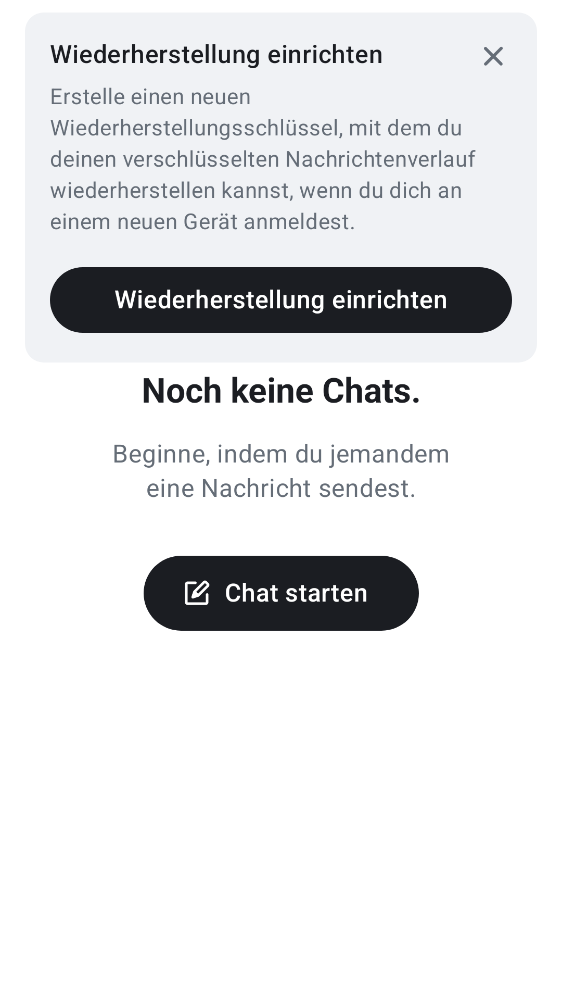 Wiederherstellung einrichten
Erstelle einen neuen
Wiederherstellungsschlüssel, mit dem du
deinen verschlüsselten Nachrichtenverlauf
wiederherstellen kannst, wenn du dich an
einem neuen Gerät anmeldest.
Wiederherstellung einrichten
Noch keine Chats.
Beginne, indem du jemandem
eine Nachricht sendest.
Chat starten